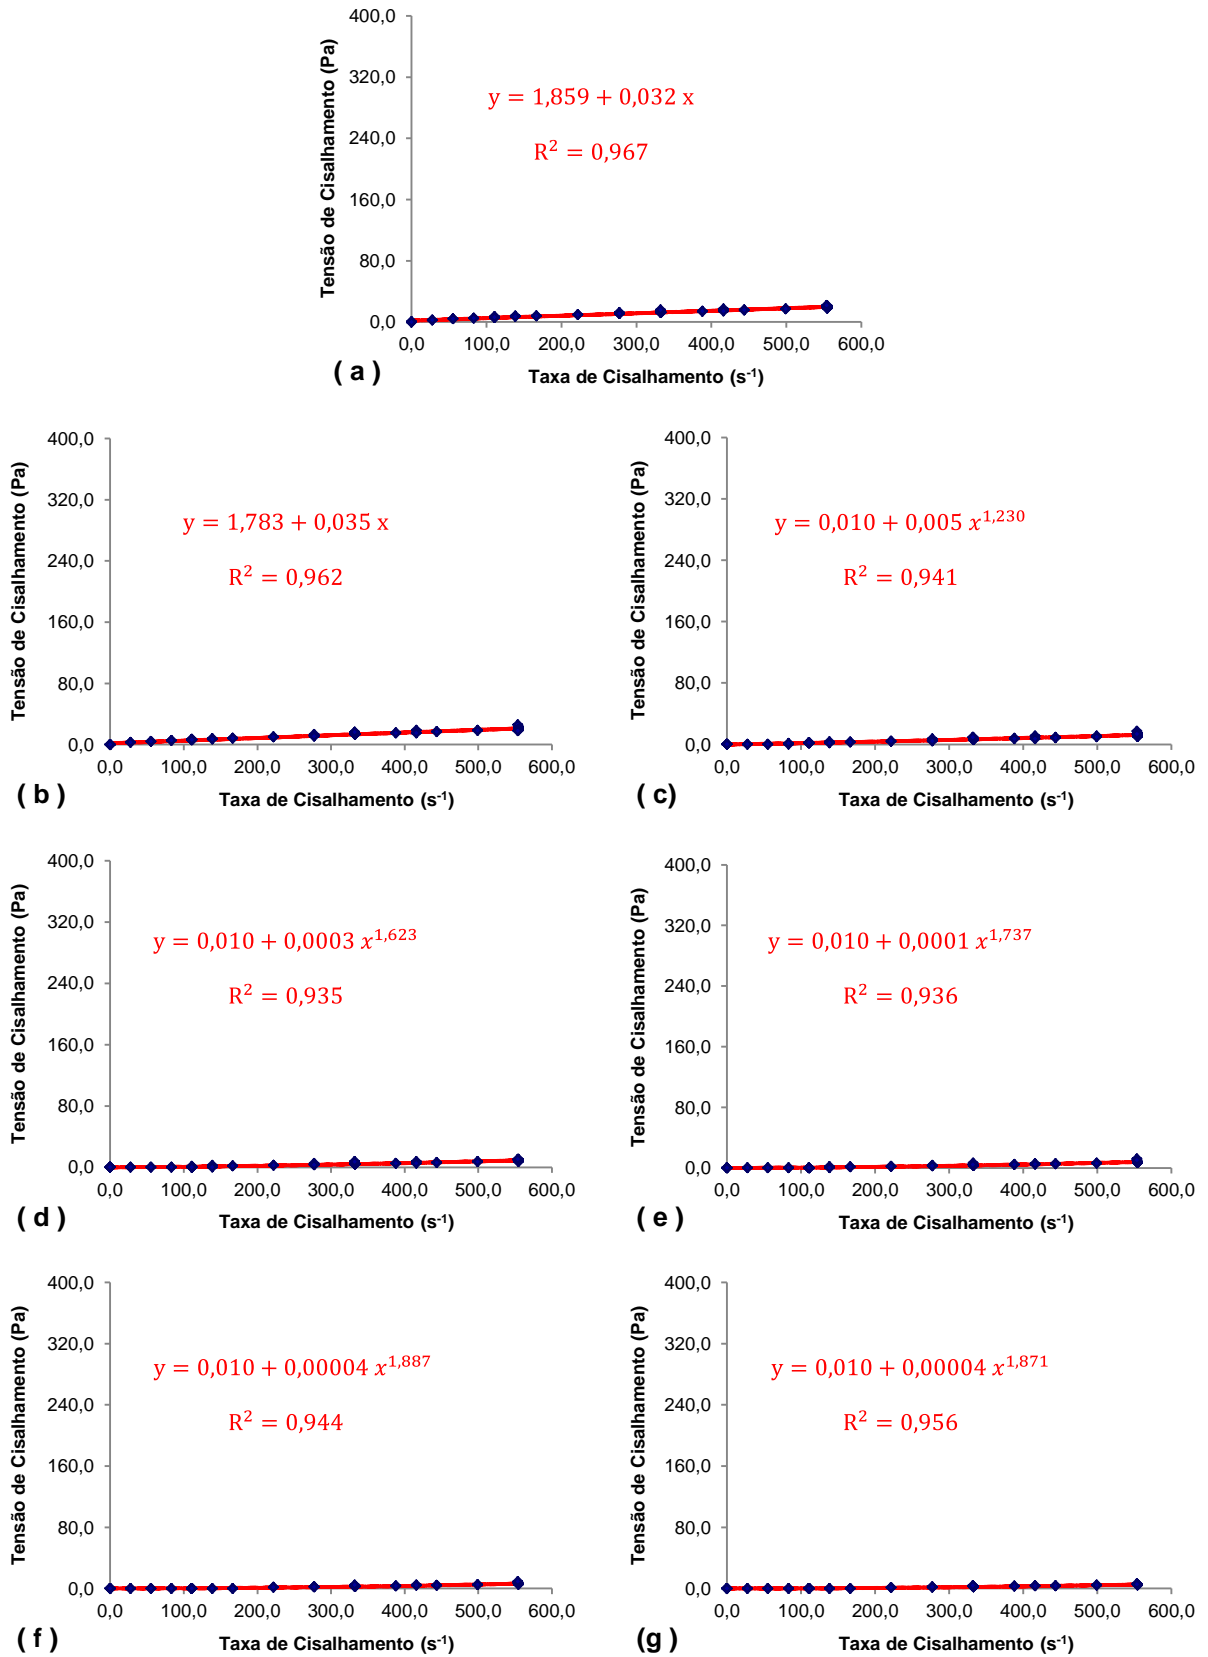 400,0
320,0
240,0
160,0
80,0
0,0
Tensão de Cisalhamento (Pa)
y = 1,859 + 0,032 x
R² = 0,967
0,0 100,0 200,0 300,0 400,0 500,0 600,0
( a )
Taxa de Cisalhamento (s⁻¹)
400,0
320,0
240,0
160,0
80,0
0,0
Tensão de Cisalhamento (Pa)
y = 1,783 + 0,035 x
R² = 0,962
0,0 100,0 200,0 300,0 400,0 500,0 600,0
( b )
Taxa de Cisalhamento (s⁻¹)
400,0
320,0
240,0
160,0
80,0
0,0
Tensão de Cisalhamento (Pa)
y = 0,010 + 0,005 x^1,230
R² = 0,941
0,0 100,0 200,0 300,0 400,0 500,0 600,0
( c)
Taxa de Cisalhamento (s⁻¹)
400,0
320,0
240,0
160,0
80,0
0,0
Tensão de Cisalhamento (Pa)
y = 0,010 + 0,0003 x^1,623
R² = 0,935
0,0 100,0 200,0 300,0 400,0 500,0 600,0
( d )
Taxa de Cisalhamento (s⁻¹)
400,0
320,0
240,0
160,0
80,0
0,0
Tensão de Cisalhamento (Pa)
y = 0,010 + 0,0001 x^1,737
R² = 0,936
0,0 100,0 200,0 300,0 400,0 500,0 600,0
( e )
Taxa de Cisalhamento (s⁻¹)
400,0
320,0
240,0
160,0
80,0
0,0
Tensão de Cisalhamento (Pa)
y = 0,010 + 0,00004 x^1,887
R² = 0,944
0,0 100,0 200,0 300,0 400,0 500,0 600,0
( f )
Taxa de Cisalhamento (s⁻¹)
400,0
320,0
240,0
160,0
80,0
0,0
Tensão de Cisalhamento (Pa)
y = 0,010 + 0,00004 x^1,871
R² = 0,956
0,0 100,0 200,0 300,0 400,0 500,0 600,0
(g )
Taxa de Cisalhamento (s⁻¹)